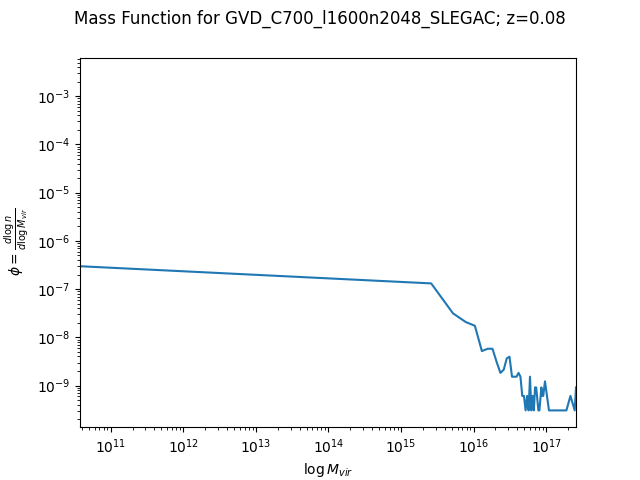 Mass Function for GVD_C700_l1600n2048_SLEGAC; z=0.08
10⁻³
10⁻⁴
10⁻⁵
10⁻⁶
10⁻⁷
10⁻⁸
10⁻⁹
ϕ = d log n / d log M_vir
10¹¹ 10¹² 10¹³ 10¹⁴ 10¹⁵ 10¹⁶ 10¹⁷
log M_vir